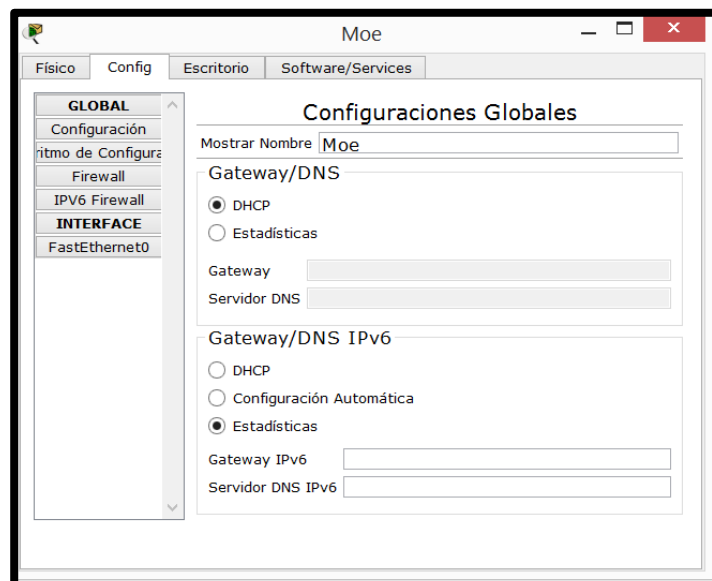 Moe
Físico Config Escritorio Software/Services
GLOBAL
Configuración
ritmo de Configura
Firewall
IPV6 Firewall
INTERFACE
FastEthernet0
Configuraciones Globales
Mostrar Nombre Moe
Gateway/DNS
DHCP
Estadísticas
Gateway
Servidor DNS
Gateway/DNS IPv6
DHCP
Configuración Automática
Estadísticas
Gateway IPv6
Servidor DNS IPv6